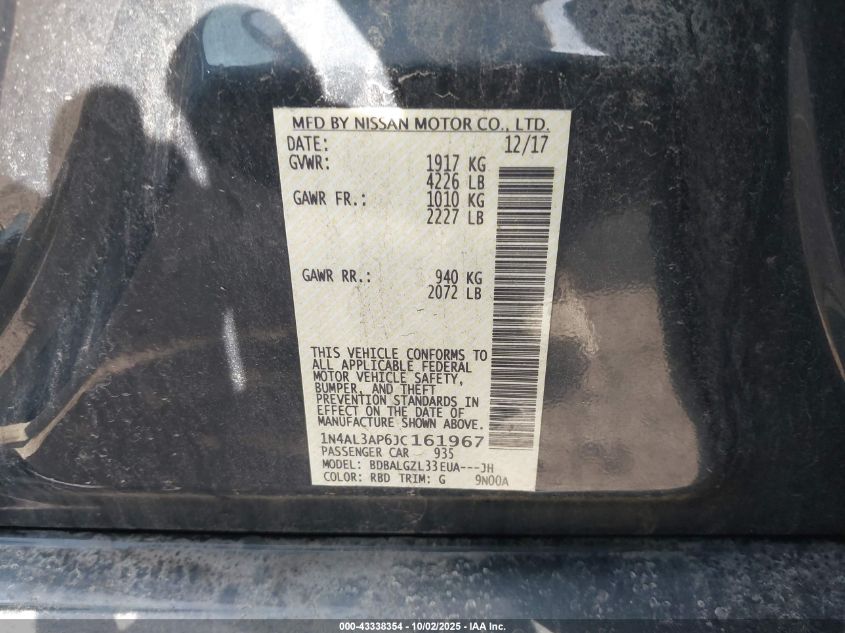 MFD BY NISSAN MOTOR CO., LTD.
DATE: 12/17
GVWR: 1917 KG
4226 LB
GAWR FR.: 1010 KG
2227 LB
GAWR RR.: 940 KG
2072 LB
THIS VEHICLE CONFORMS TO
ALL APPLICABLE FEDERAL
MOTOR VEHICLE SAFETY,
BUMPER, AND THEFT
PREVENTION STANDARDS IN
EFFECT ON THE DATE OF
MANUFACTURE SHOWN ABOVE.
1N4AL3AP6JC161967
PASSENGER CAR 935
MODEL: BDBALGZL33EUA---JH
COLOR: RBD TRIM: G 9N00A
000-43338354 - 10/02/2025 - IAA Inc.